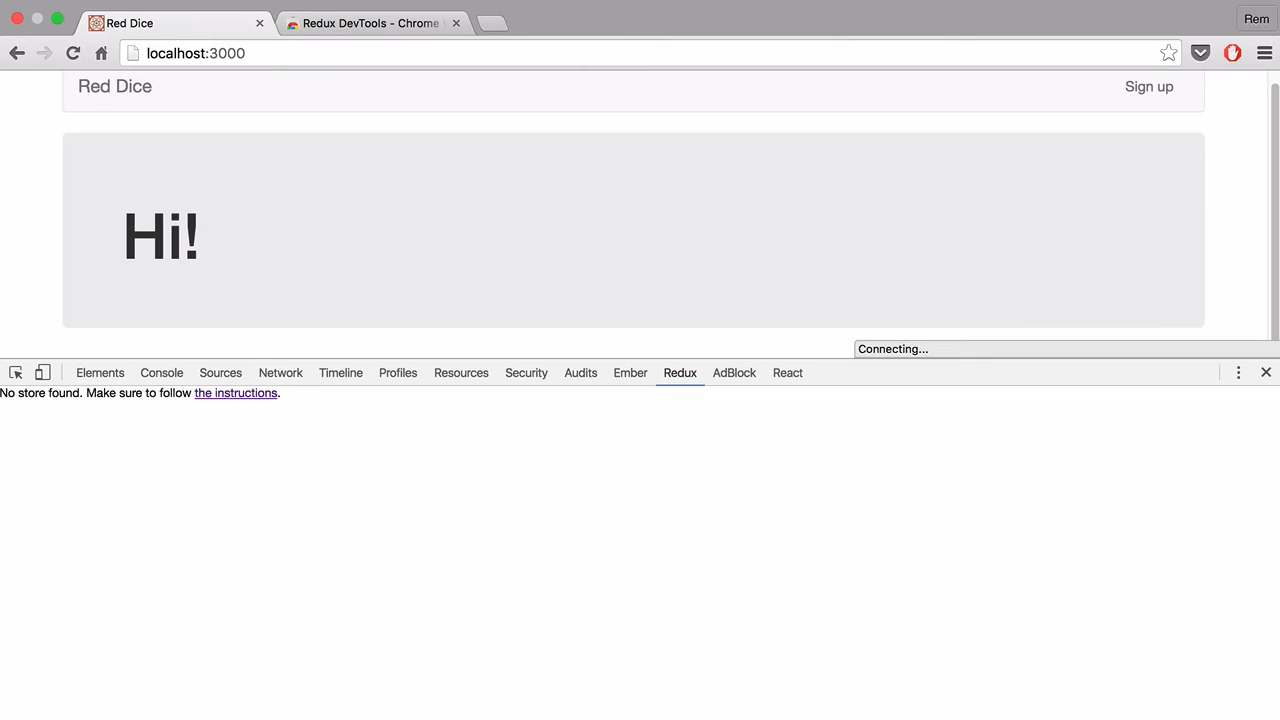 Red Dice
Redux DevTools - Chrome
Rem
localhost:3000
Red Dice
Sign up
Hi!
Connecting...
Elements Console Sources Network Timeline Profiles Resources Security Audits Ember Redux AdBlock React
No store found. Make sure to follow the instructions.